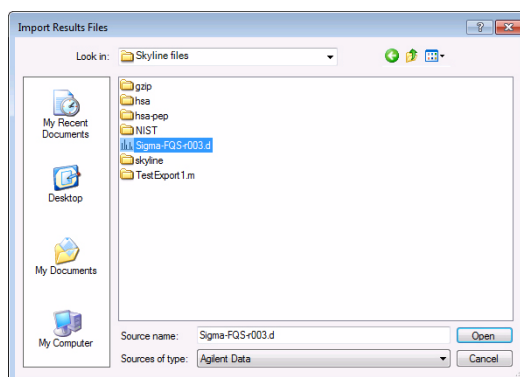 Import Results Files
Look in: Skyline files
gzip
hsa
hsa-pep
NIST
Sigma-FQS-r003.d
skyline
TestExport1.m
My Recent
Documents
Desktop
My Documents
My Computer
Source name: Sigma-FQS-r003.d Open
Sources of type: Agilent Data Cancel